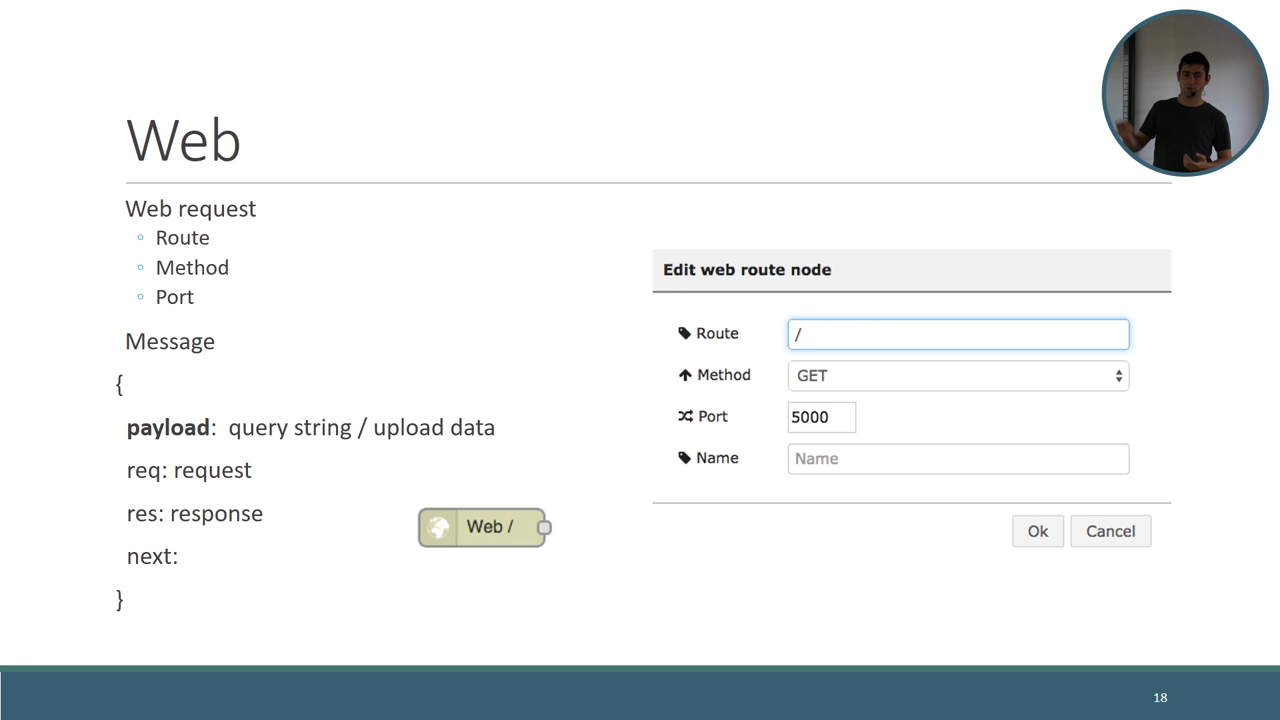 Web
Web request
Route
Method
Port
Message
{
payload: query string / upload data
req: request
res: response
next:
}
Web /
Edit web route node
Route /
Method GET
Port 5000
Name Name
Ok Cancel
18